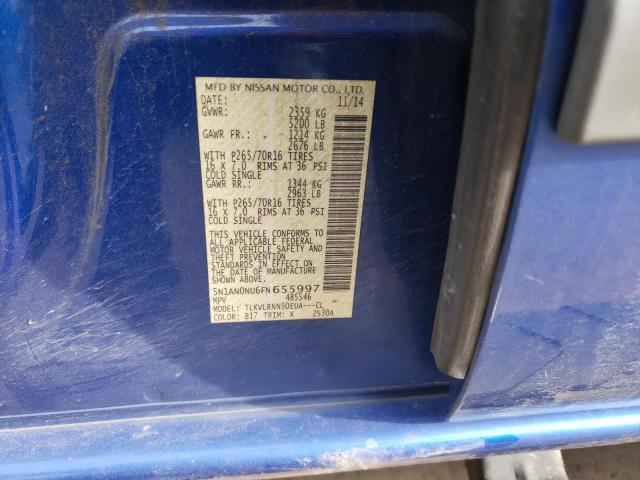 MFD BY NISSAN MOTOR CO., LTD.
DATE: 11/14
GVWR: 2359 KG
5200 LB
GAWR FR.: 1214 KG
2676 LB
WITH P265/70R16 TIRES
16 X 7.0 RIMS AT 36 PSI
COLD SINGLE
GAWR RR.: 1344 KG
2963 LB
WITH P265/70R16 TIRES
16 X 7.0 RIMS AT 36 PSI
COLD SINGLE
THIS VEHICLE CONFORMS TO
ALL APPLICABLE FEDERAL
MOTOR VEHICLE SAFETY AND
THEFT PREVENTION
STANDARDS IN EFFECT ON
THE DATE OF MANUFACTURE
SHOWN ABOVE.
5N1AN0NU6FN655997
MPV 485546
MODEL: TLKVLRNN50EUA---CL
COLOR: B17 TRIM: X ZS30A